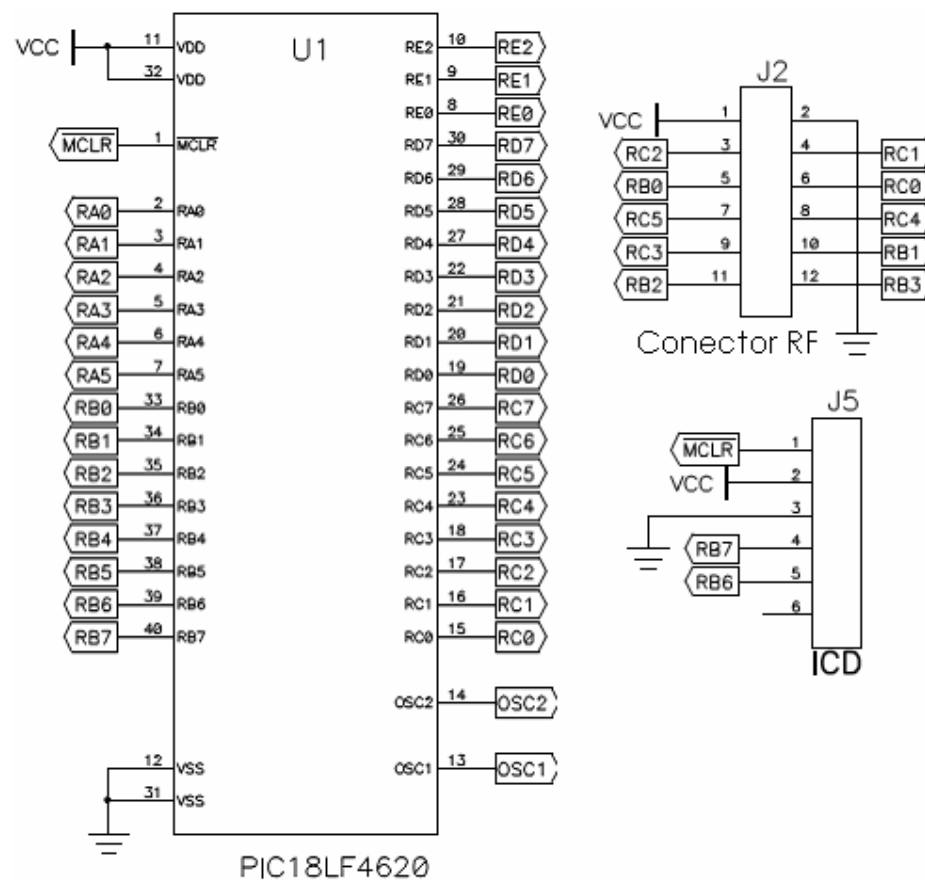 U1
VCC
11 VDD
32 VDD
MCLR 1 MCLR
RA0 2 RA0
RA1 3 RA1
RA2 4 RA2
RA3 5 RA3
RA4 6 RA4
RA5 7 RA5
RB0 33 RB0
RB1 34 RB1
RB2 35 RB2
RB3 36 RB3
RB4 37 RB4
RB5 38 RB5
RB6 39 RB6
RB7 40 RB7
12 VSS
31 VSS
RE2 10 RE2
RE1 9 RE1
RE0 8 RE0
RD7 30 RD7
RD6 29 RD6
RD5 28 RD5
RD4 27 RD4
RD3 22 RD3
RD2 21 RD2
RD1 20 RD1
RD0 19 RD0
RC7 26 RC7
RC6 25 RC6
RC5 24 RC5
RC4 23 RC4
RC3 18 RC3
RC2 17 RC2
RC1 16 RC1
RC0 15 RC0
OSC2 14 OSC2
OSC1 13 OSC1
PIC18LF4620
J2
VCC 1 2
RC2 3 4 RC1
RB0 5 6 RC0
RC5 7 8 RC4
RC3 9 10 RB1
RB2 11 12 RB3
Conector RF
J5
MCLR 1
VCC 2
3
RB7 4
RB6 5
6
ICD